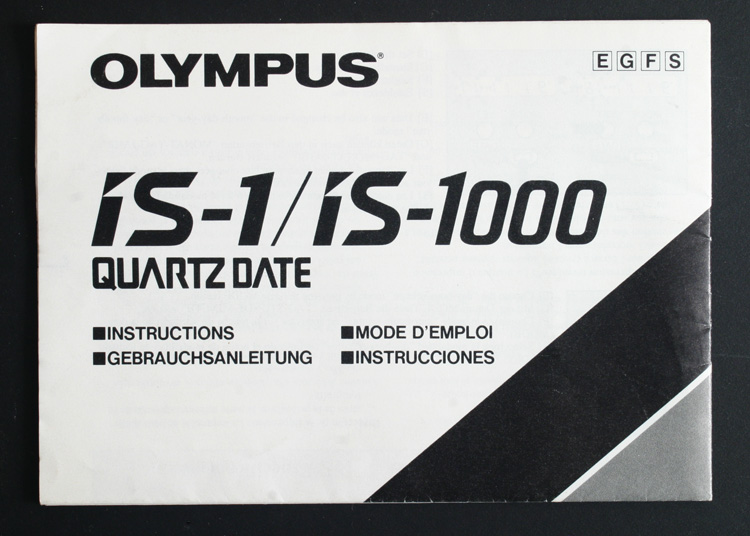 OLYMPUS®
E G F S
iS-1/iS-1000
QUARTZ DATE
■INSTRUCTIONS ■MODE D'EMPLOI
■GEBRAUCHSANLEITUNG ■INSTRUCCIONES